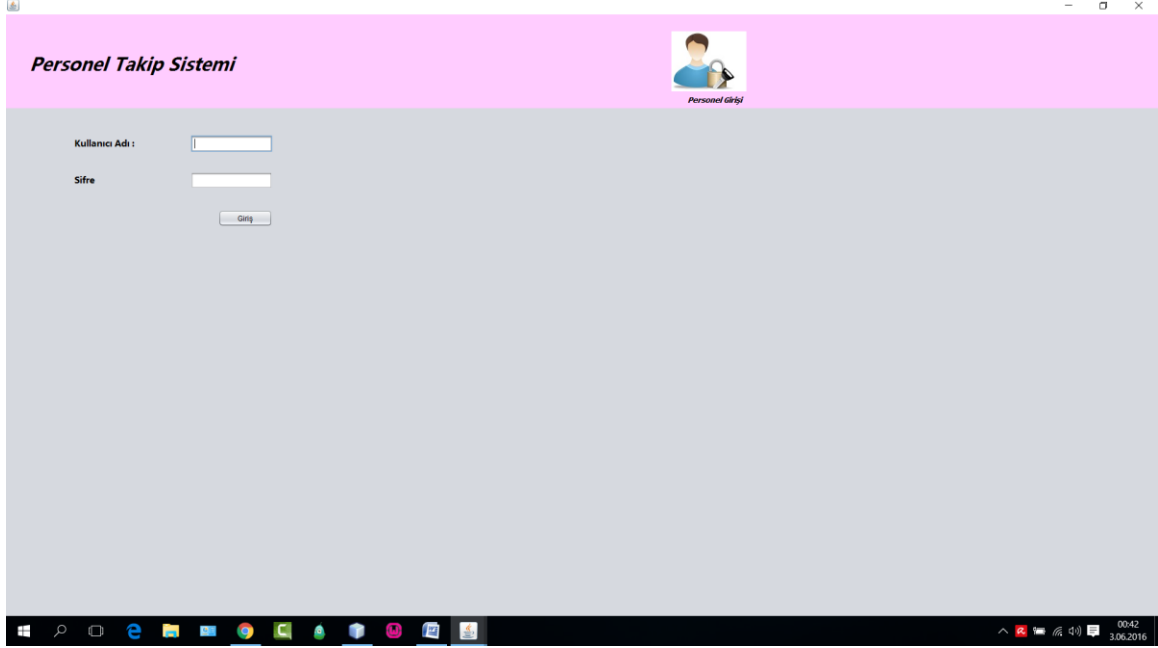 Personel Takip Sistemi
Personel Girişi
Kullanıcı Adı :
Sifre
Giriş
00:42
3.06.2016